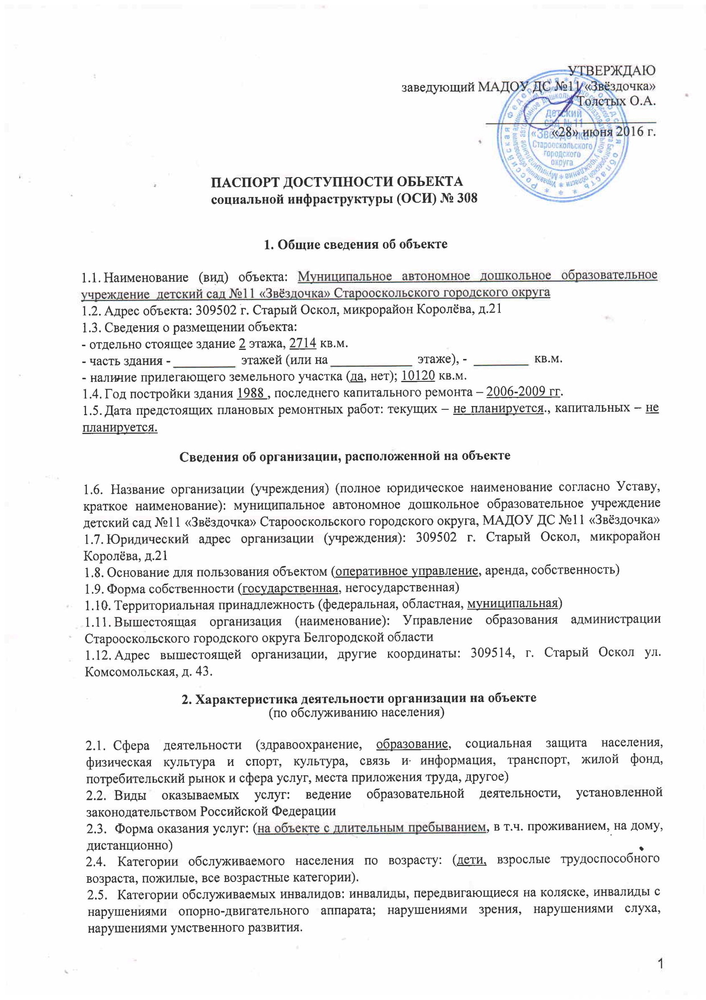 УТВЕРЖДАЮ
заведующий МАДОУ ДС №11 «Звёздочка»
Толстых О.А.
«28» июня 2016 г.
детский
сад №11
«Звёздочка»
Старооскольского
городского
округа
Российская Федерация * Белгородская область
ПАСПОРТ ДОСТУПНОСТИ ОБЬЕКТА
социальной инфраструктуры (ОСИ) № 308
1. Общие сведения об объекте
1.1. Наименование (вид) объекта: Муниципальное автономное дошкольное образовательное
учреждение детский сад №11 «Звёздочка» Старооскольского городского округа
1.2. Адрес объекта: 309502 г. Старый Оскол, микрорайон Королёва, д.21
1.3. Сведения о размещении объекта:
- отдельно стоящее здание 2 этажа, 2714 кв.м.
- часть здания - _________ этажей (или на ____________ этаже), - ________ кв.м.
- наличие прилегающего земельного участка (да, нет); 10120 кв.м.
1.4. Год постройки здания 1988 , последнего капитального ремонта – 2006-2009 гг.
1.5. Дата предстоящих плановых ремонтных работ: текущих – не планируется., капитальных – не
планируется.
Сведения об организации, расположенной на объекте
1.6. Название организации (учреждения) (полное юридическое наименование согласно Уставу,
краткое наименование): муниципальное автономное дошкольное образовательное учреждение
детский сад №11 «Звёздочка» Старооскольского городского округа, МАДОУ ДС №11 «Звёздочка»
1.7. Юридический адрес организации (учреждения): 309502 г. Старый Оскол, микрорайон
Королёва, д.21
1.8. Основание для пользования объектом (оперативное управление, аренда, собственность)
1.9. Форма собственности (государственная, негосударственная)
1.10. Территориальная принадлежность (федеральная, областная, муниципальная)
1.11. Вышестоящая организация (наименование): Управление образования администрации
Старооскольского городского округа Белгородской области
1.12. Адрес вышестоящей организации, другие координаты: 309514, г. Старый Оскол ул.
Комсомольская, д. 43.
2. Характеристика деятельности организации на объекте
(по обслуживанию населения)
2.1. Сфера деятельности (здравоохранение, образование, социальная защита населения,
физическая культура и спорт, культура, связь и информация, транспорт, жилой фонд,
потребительский рынок и сфера услуг, места приложения труда, другое)
2.2. Виды оказываемых услуг: ведение образовательной деятельности, установленной
законодательством Российской Федерации
2.3. Форма оказания услуг: (на объекте с длительным пребыванием, в т.ч. проживанием, на дому,
дистанционно)
2.4. Категории обслуживаемого населения по возрасту: (дети, взрослые трудоспособного
возраста, пожилые, все возрастные категории).
2.5. Категории обслуживаемых инвалидов: инвалиды, передвигающиеся на коляске, инвалиды с
нарушениями опорно-двигательного аппарата; нарушениями зрения, нарушениями слуха,
нарушениями умственного развития.
1